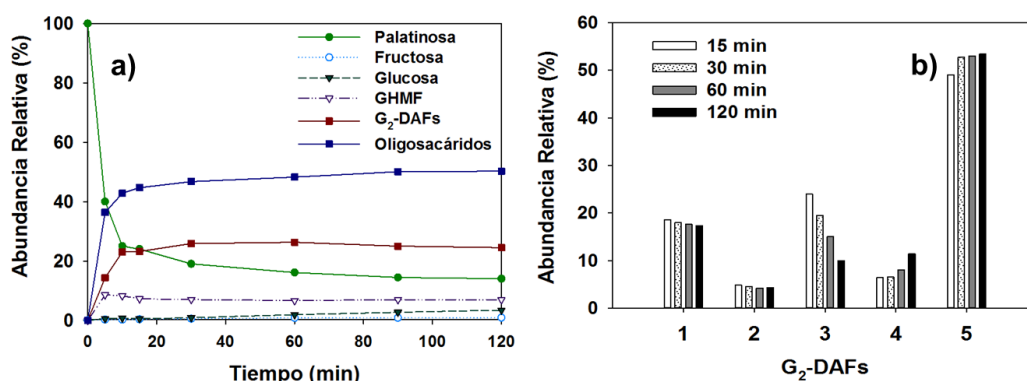 a)
Abundancia Relativa (%)
100
80
60
40
20
0
Palatinosa
Fructosa
Glucosa
GHMF
G₂-DAFs
Oligosacáridos
0 20 40 60 80 100 120
Tiempo (min)
b)
Abundancia Relativa (%)
60
50
40
30
20
10
0
15 min
30 min
60 min
120 min
1 2 3 4 5
G₂-DAFs